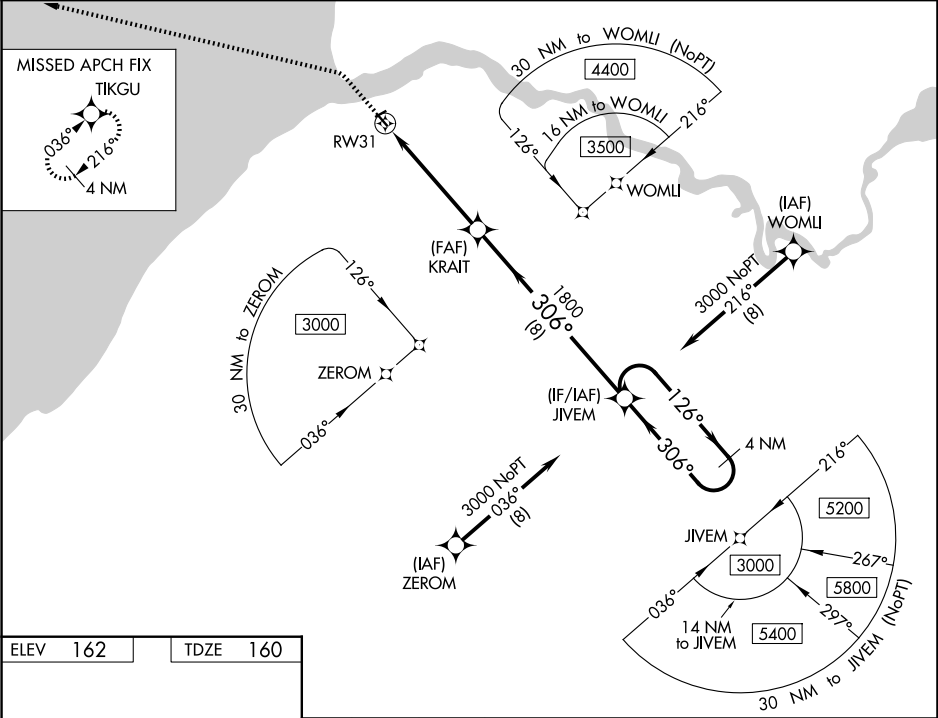 MISSED APCH FIX
TIKGU
036°
216°
4 NM
RW31
30 NM to WOMLI (NoPT)
4400
16 NM to WOMLI
216°
126°
3500
WOMLI
(IAF)
WOMLI
3000 NoPT
216°
(8)
(FAF)
KRAIT
1800
306°
(8)
30 NM to ZEROM
126°
3000
ZEROM
036°
(IF/IAF)
JIVEM
126°
306°
4 NM
3000 NoPT
036°
(8)
(IAF)
ZEROM
216°
5200
JIVEM
3000
267°
5800
036°
297°
14 NM
to JIVEM
5400
30 NM to JIVEM (NoPT)
ELEV 162
TDZE 160